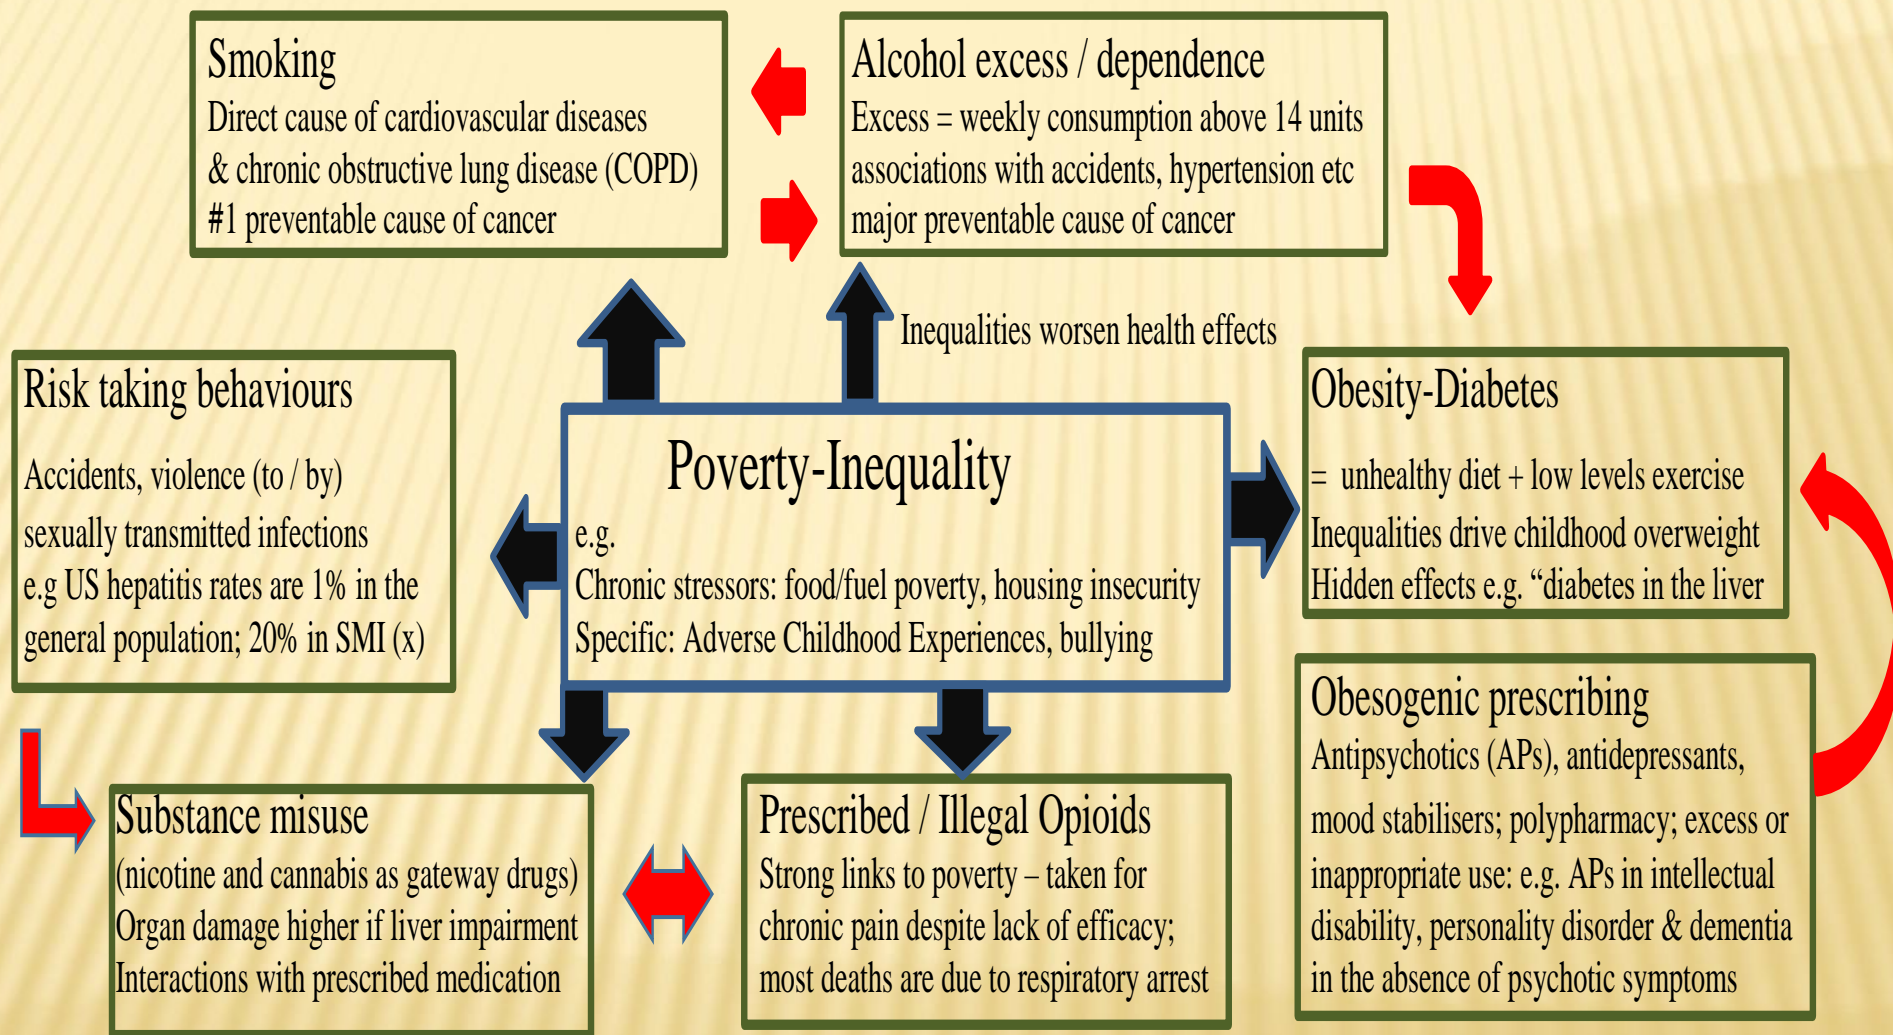 Smoking
Direct cause of cardiovascular diseases
& chronic obstructive lung disease (COPD)
#1 preventable cause of cancer
Alcohol excess / dependence
Excess = weekly consumption above 14 units
associations with accidents, hypertension etc
major preventable cause of cancer
Inequalities worsen health effects
Risk taking behaviours
Accidents, violence (to / by)
sexually transmitted infections
e.g US hepatitis rates are 1% in the
general population; 20% in SMI (x)
Poverty-Inequality
e.g.
Chronic stressors: food/fuel poverty, housing insecurity
Specific: Adverse Childhood Experiences, bullying
Obesity-Diabetes
= unhealthy diet + low levels exercise
Inequalities drive childhood overweight
Hidden effects e.g. “diabetes in the liver
Substance misuse
(nicotine and cannabis as gateway drugs)
Organ damage higher if liver impairment
Interactions with prescribed medication
Prescribed / Illegal Opioids
Strong links to poverty – taken for
chronic pain despite lack of efficacy;
most deaths are due to respiratory arrest
Obesogenic prescribing
Antipsychotics (APs), antidepressants,
mood stabilisers; polypharmacy; excess or
inappropriate use: e.g. APs in intellectual
disability, personality disorder & dementia
in the absence of psychotic symptoms